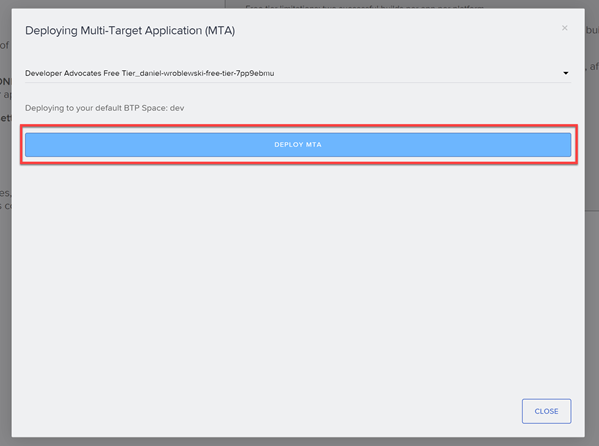 Deploying Multi-Target Application (MTA)
×
Developer Advocates Free Tier_daniel-wroblewski-free-tier-7pp9ebmu
Deploying to your default BTP Space: dev
DEPLOY MTA
CLOSE